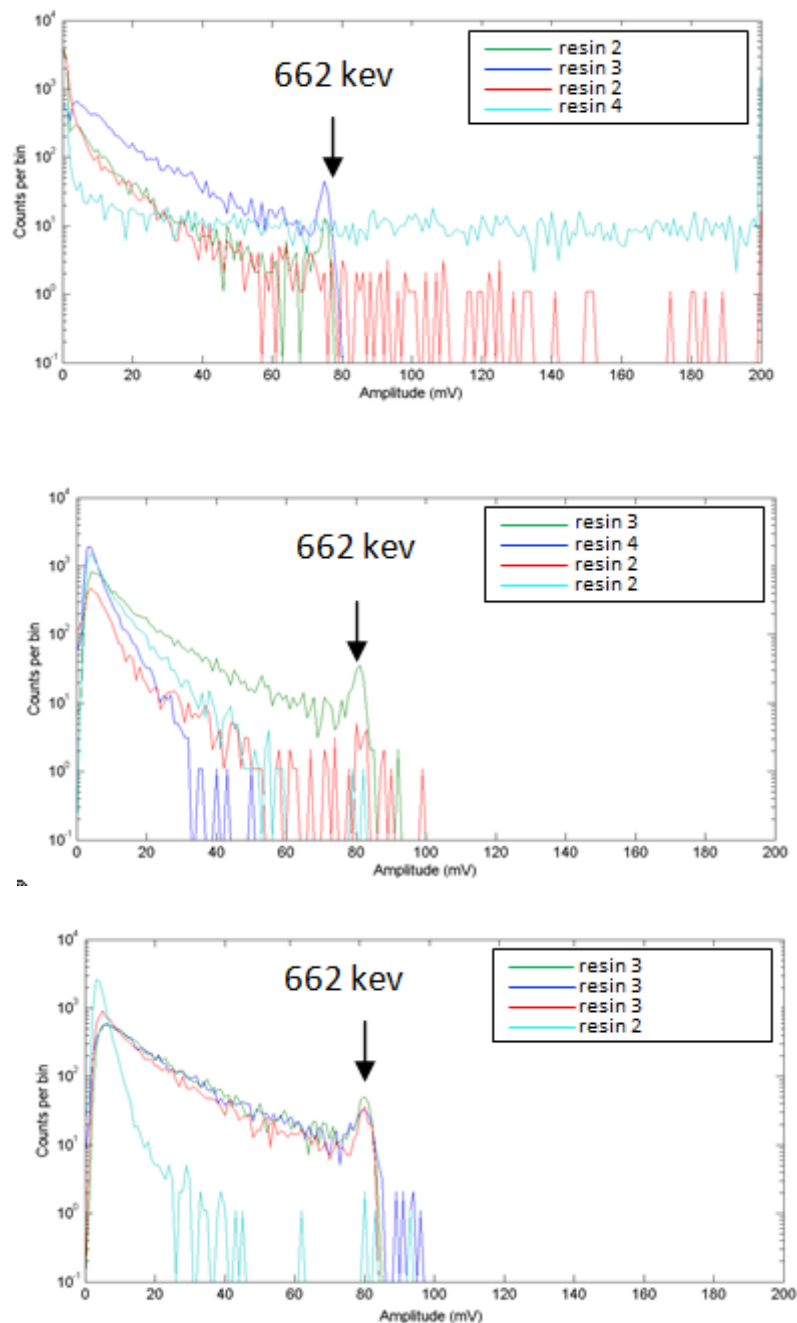 10^4
10^3
10^2
10^1
10^0
10^-1
Counts per bin
662 kev
resin 2
resin 3
resin 2
resin 4
0 20 40 60 80 100 120 140 160 180 200
Amplitude (mV)
10^4
10^3
10^2
10^1
10^0
10^-1
Counts per bin
662 kev
resin 3
resin 4
resin 2
resin 2
0 20 40 60 80 100 120 140 160 180 200
Amplitude (mV)
10^4
10^3
10^2
10^1
10^0
10^-1
Counts per bin
662 kev
resin 3
resin 3
resin 3
resin 2
0 20 40 60 80 100 120 140 160 180 200
Amplitude (mV)